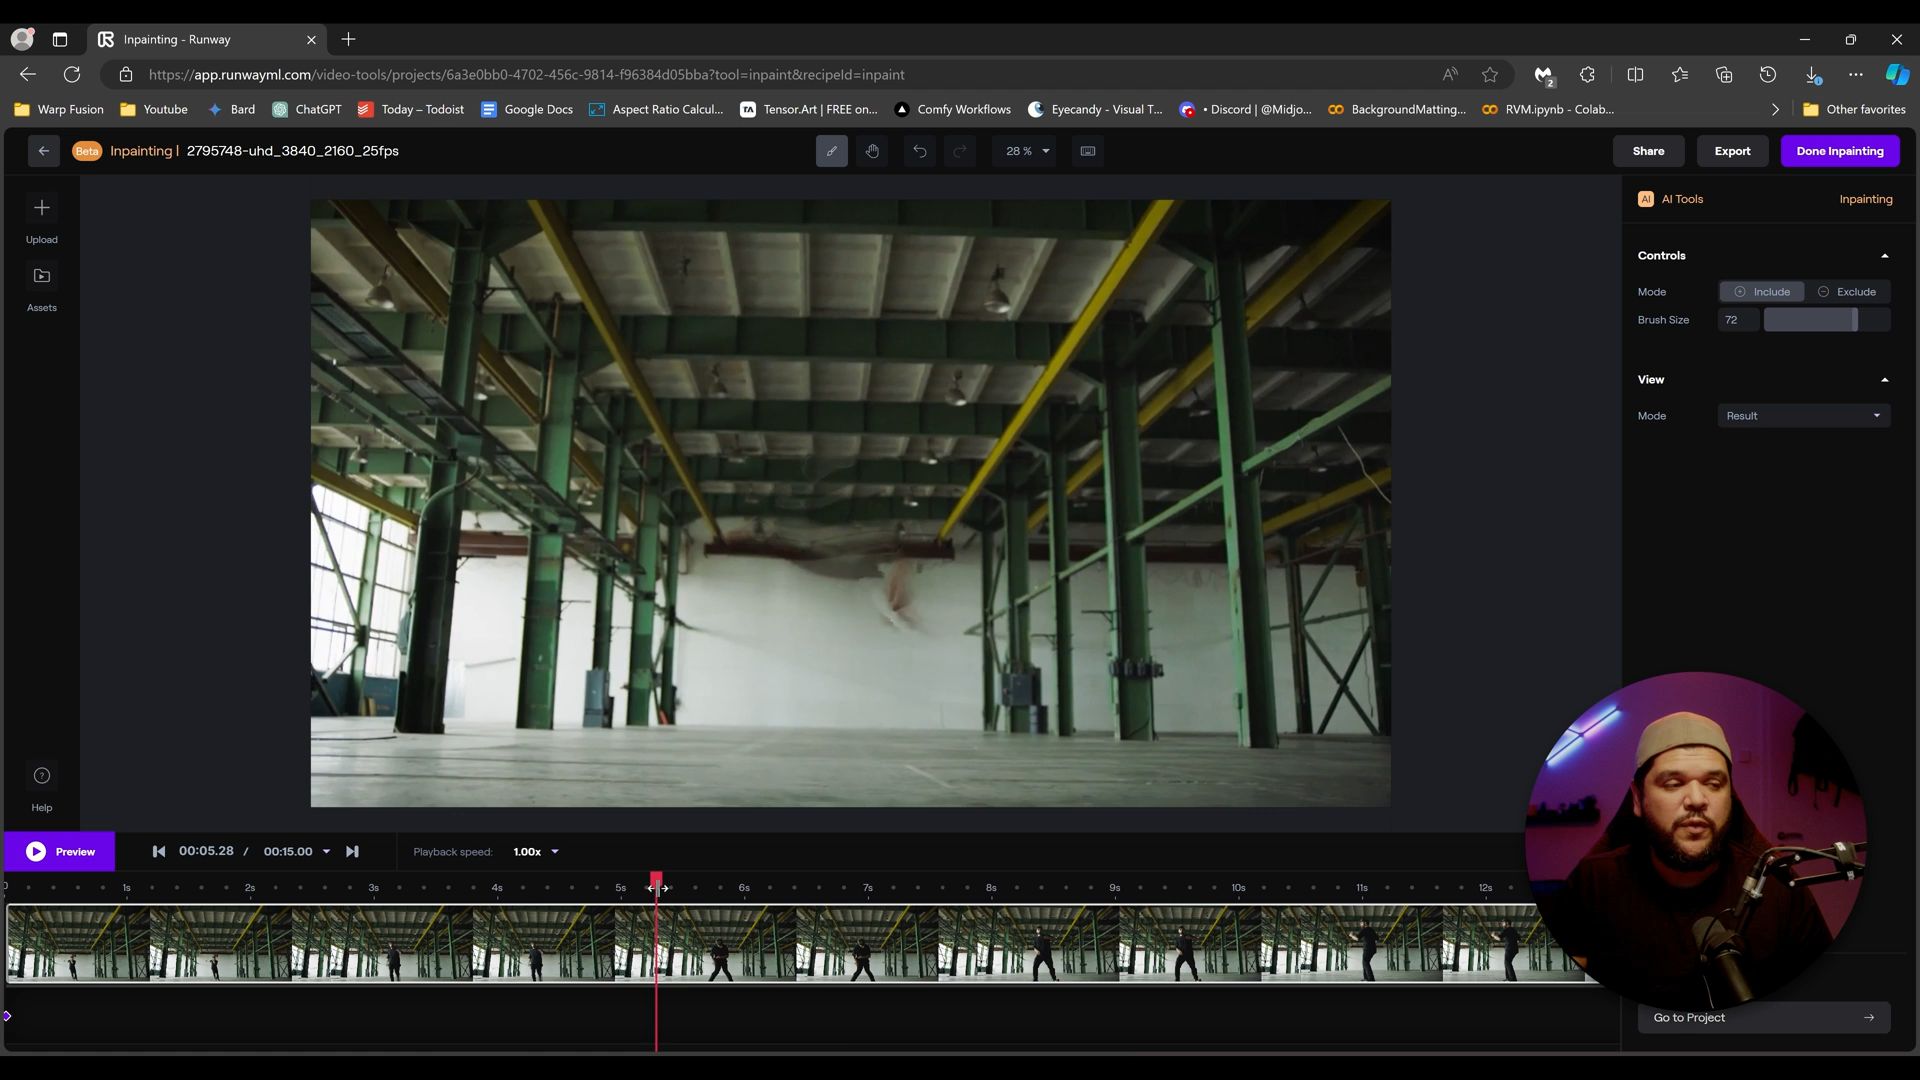 Inpainting - Runway
https://app.runwayml.com/video-tools/projects/6a3e0bb0-4702-456c-9814-f96384d05bba?tool=inpaint&recipeId=inpaint
2
Warp Fusion
Youtube
Bard
ChatGPT
Today – Todoist
Google Docs
Aspect Ratio Calcul...
TA
Tensor.Art | FREE on...
Comfy Workflows
Eyecandy - Visual T...
• Discord | @Midjo...
BackgroundMatting...
RVM.ipynb - Colab...
Other favorites
Beta
Inpainting |
2795748-uhd_3840_2160_25fps
28 %
Share
Export
Done Inpainting
Upload
Assets
AI
AI Tools
Inpainting
Controls
Mode
Include
Exclude
Brush Size
72
View
Mode
Result
Help
Preview
00:05.28 / 00:15.00
Playback speed:
1.00x
0
1s
2s
3s
4s
5s
6s
7s
8s
9s
10s
11s
12s
Go to Project